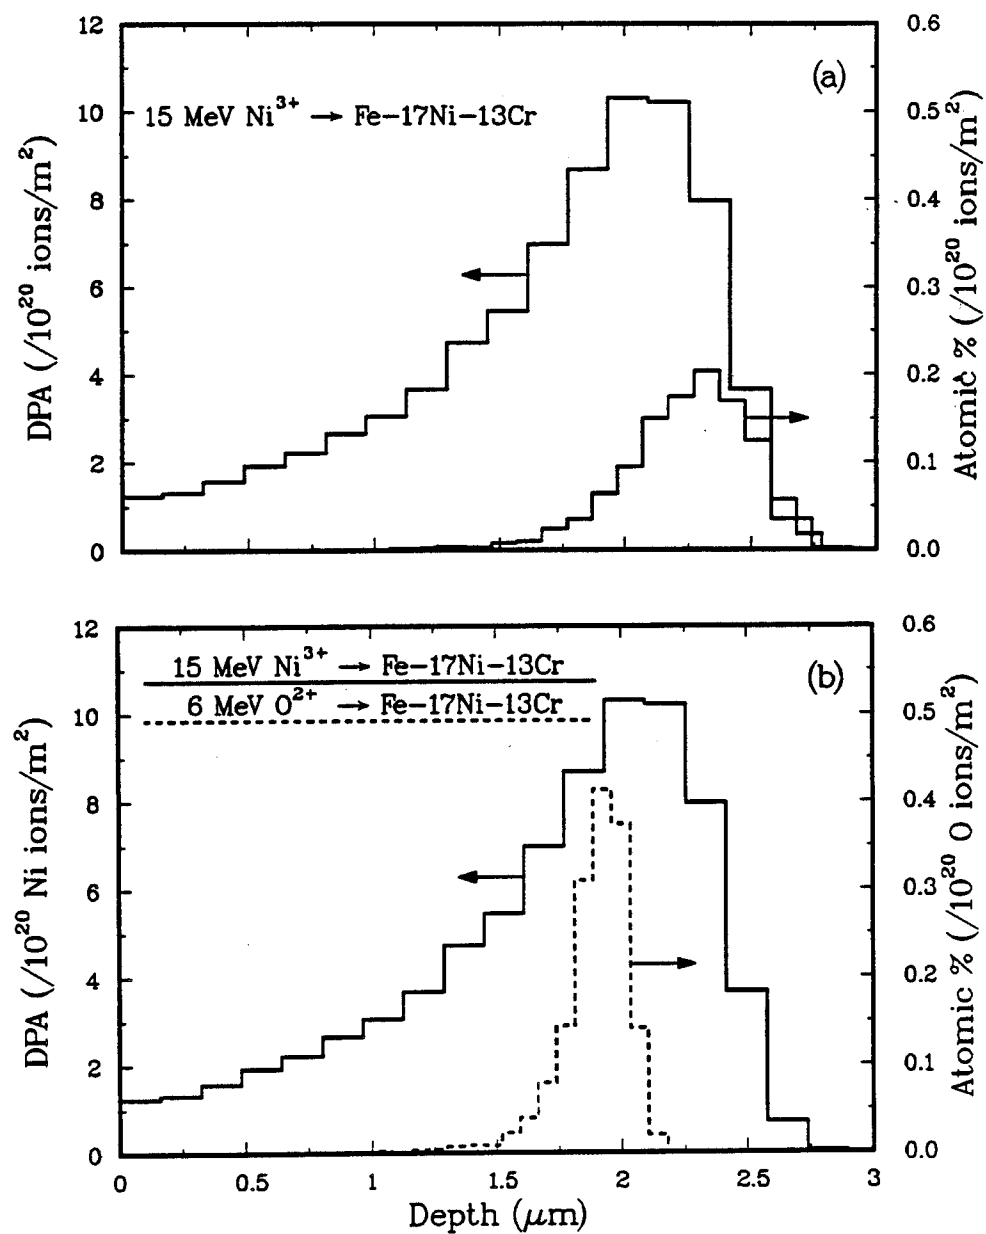 12
10
8
6
4
2
0
DPA (/10²⁰ ions/m²)
15 MeV Ni³⁺ → Fe-17Ni-13Cr
(a)
0.6
0.5
0.4
0.3
0.2
0.1
0.0
Atomic % (/10²⁰ ions/m²)
12
10
8
6
4
2
0
DPA (/10²⁰ Ni ions/m²)
15 MeV Ni³⁺ → Fe-17Ni-13Cr
6 MeV O²⁺ → Fe-17Ni-13Cr
(b)
0.6
0.5
0.4
0.3
0.2
0.1
0.0
Atomic % (/10²⁰ O ions/m²)
0 0.5 1 1.5 2 2.5 3
Depth (μm)